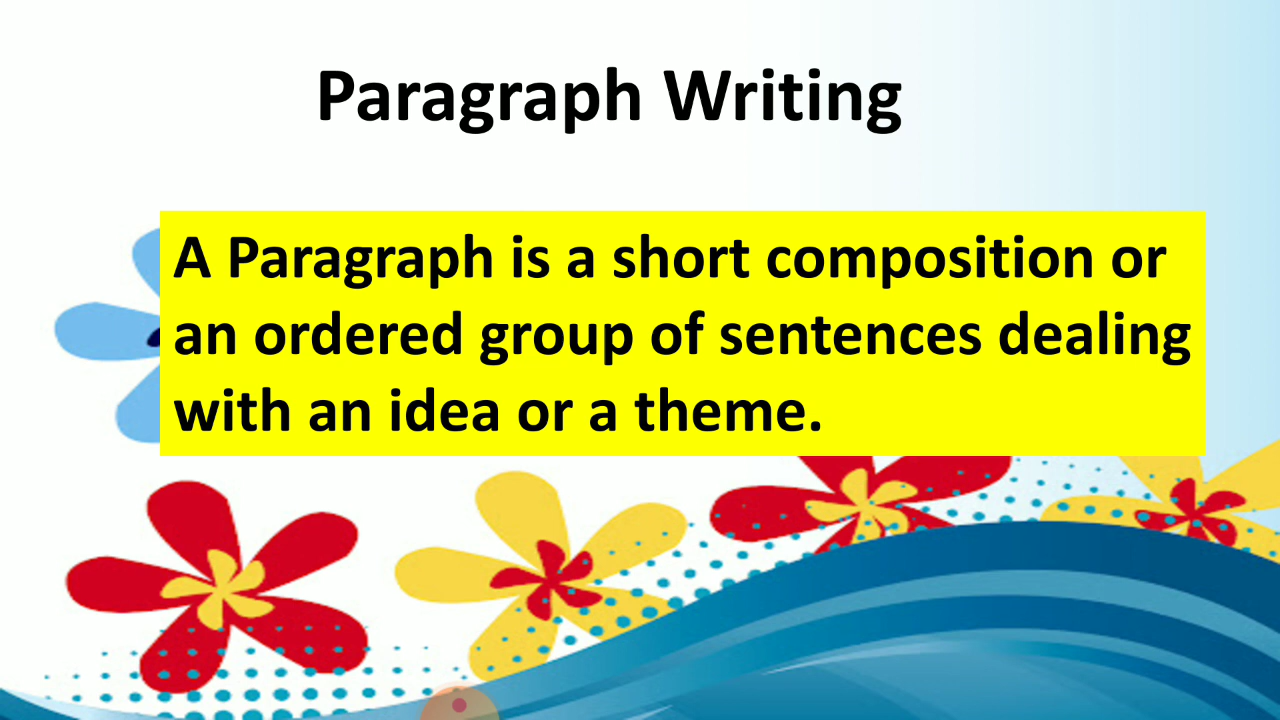 Paragraph Writing
A Paragraph is a short composition or
an ordered group of sentences dealing
with an idea or a theme.